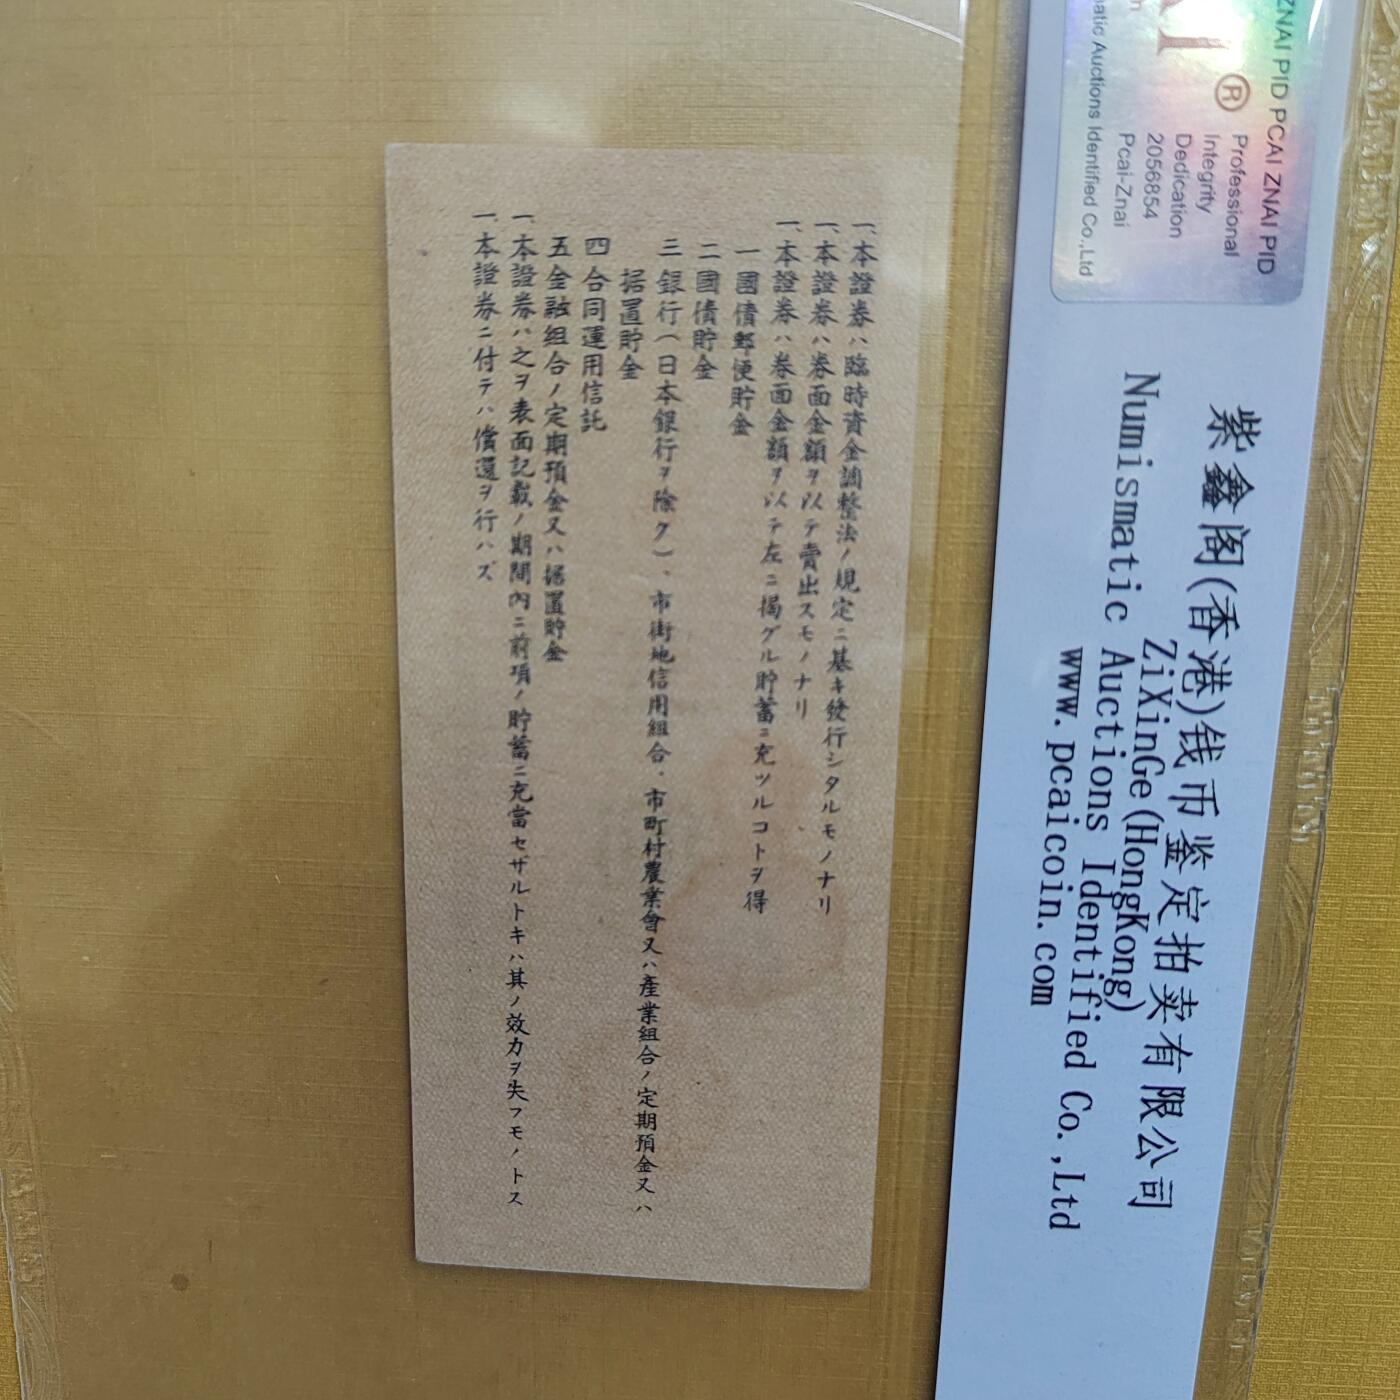 一、本證券ハ臨時資金調整法ノ規定ニ基キ發行シタルモノナリ
一、本證券ハ券面金額ヲ以テ賣出スモノナリ
一、本證券ハ券面金額ヲ以テ左ニ揭グル貯蓄ニ充ツルコトヲ得
一 國債郵便貯金
二 國債貯金
三 銀行(日本銀行ヲ除ク)、市街地信用組合、市町村農業會又ハ產業組合ノ定期預金又ハ
据置貯金
四 合同運用信託
五 金融組合ノ定期預金又ハ据置貯金
一、本證券ハ之ヲ表面記載ノ期間內ニ前項ノ貯蓄ニ充當セザルトキハ其ノ效力ヲ失フモノトス
一、本證券ニ付テハ償還ヲ行ハズ
ZNAI PID PCAI ZNAI PID
®
Professional
Integrity
Dedication
2056854
Pcai-Znai
Auctions Identified Co.,Ltd
紫鑫阁(香港)钱币鉴定拍卖有限公司
ZiXinGe(HongKong)
Numismatic Auctions Identified Co.,Ltd
www.pcaicoin.com